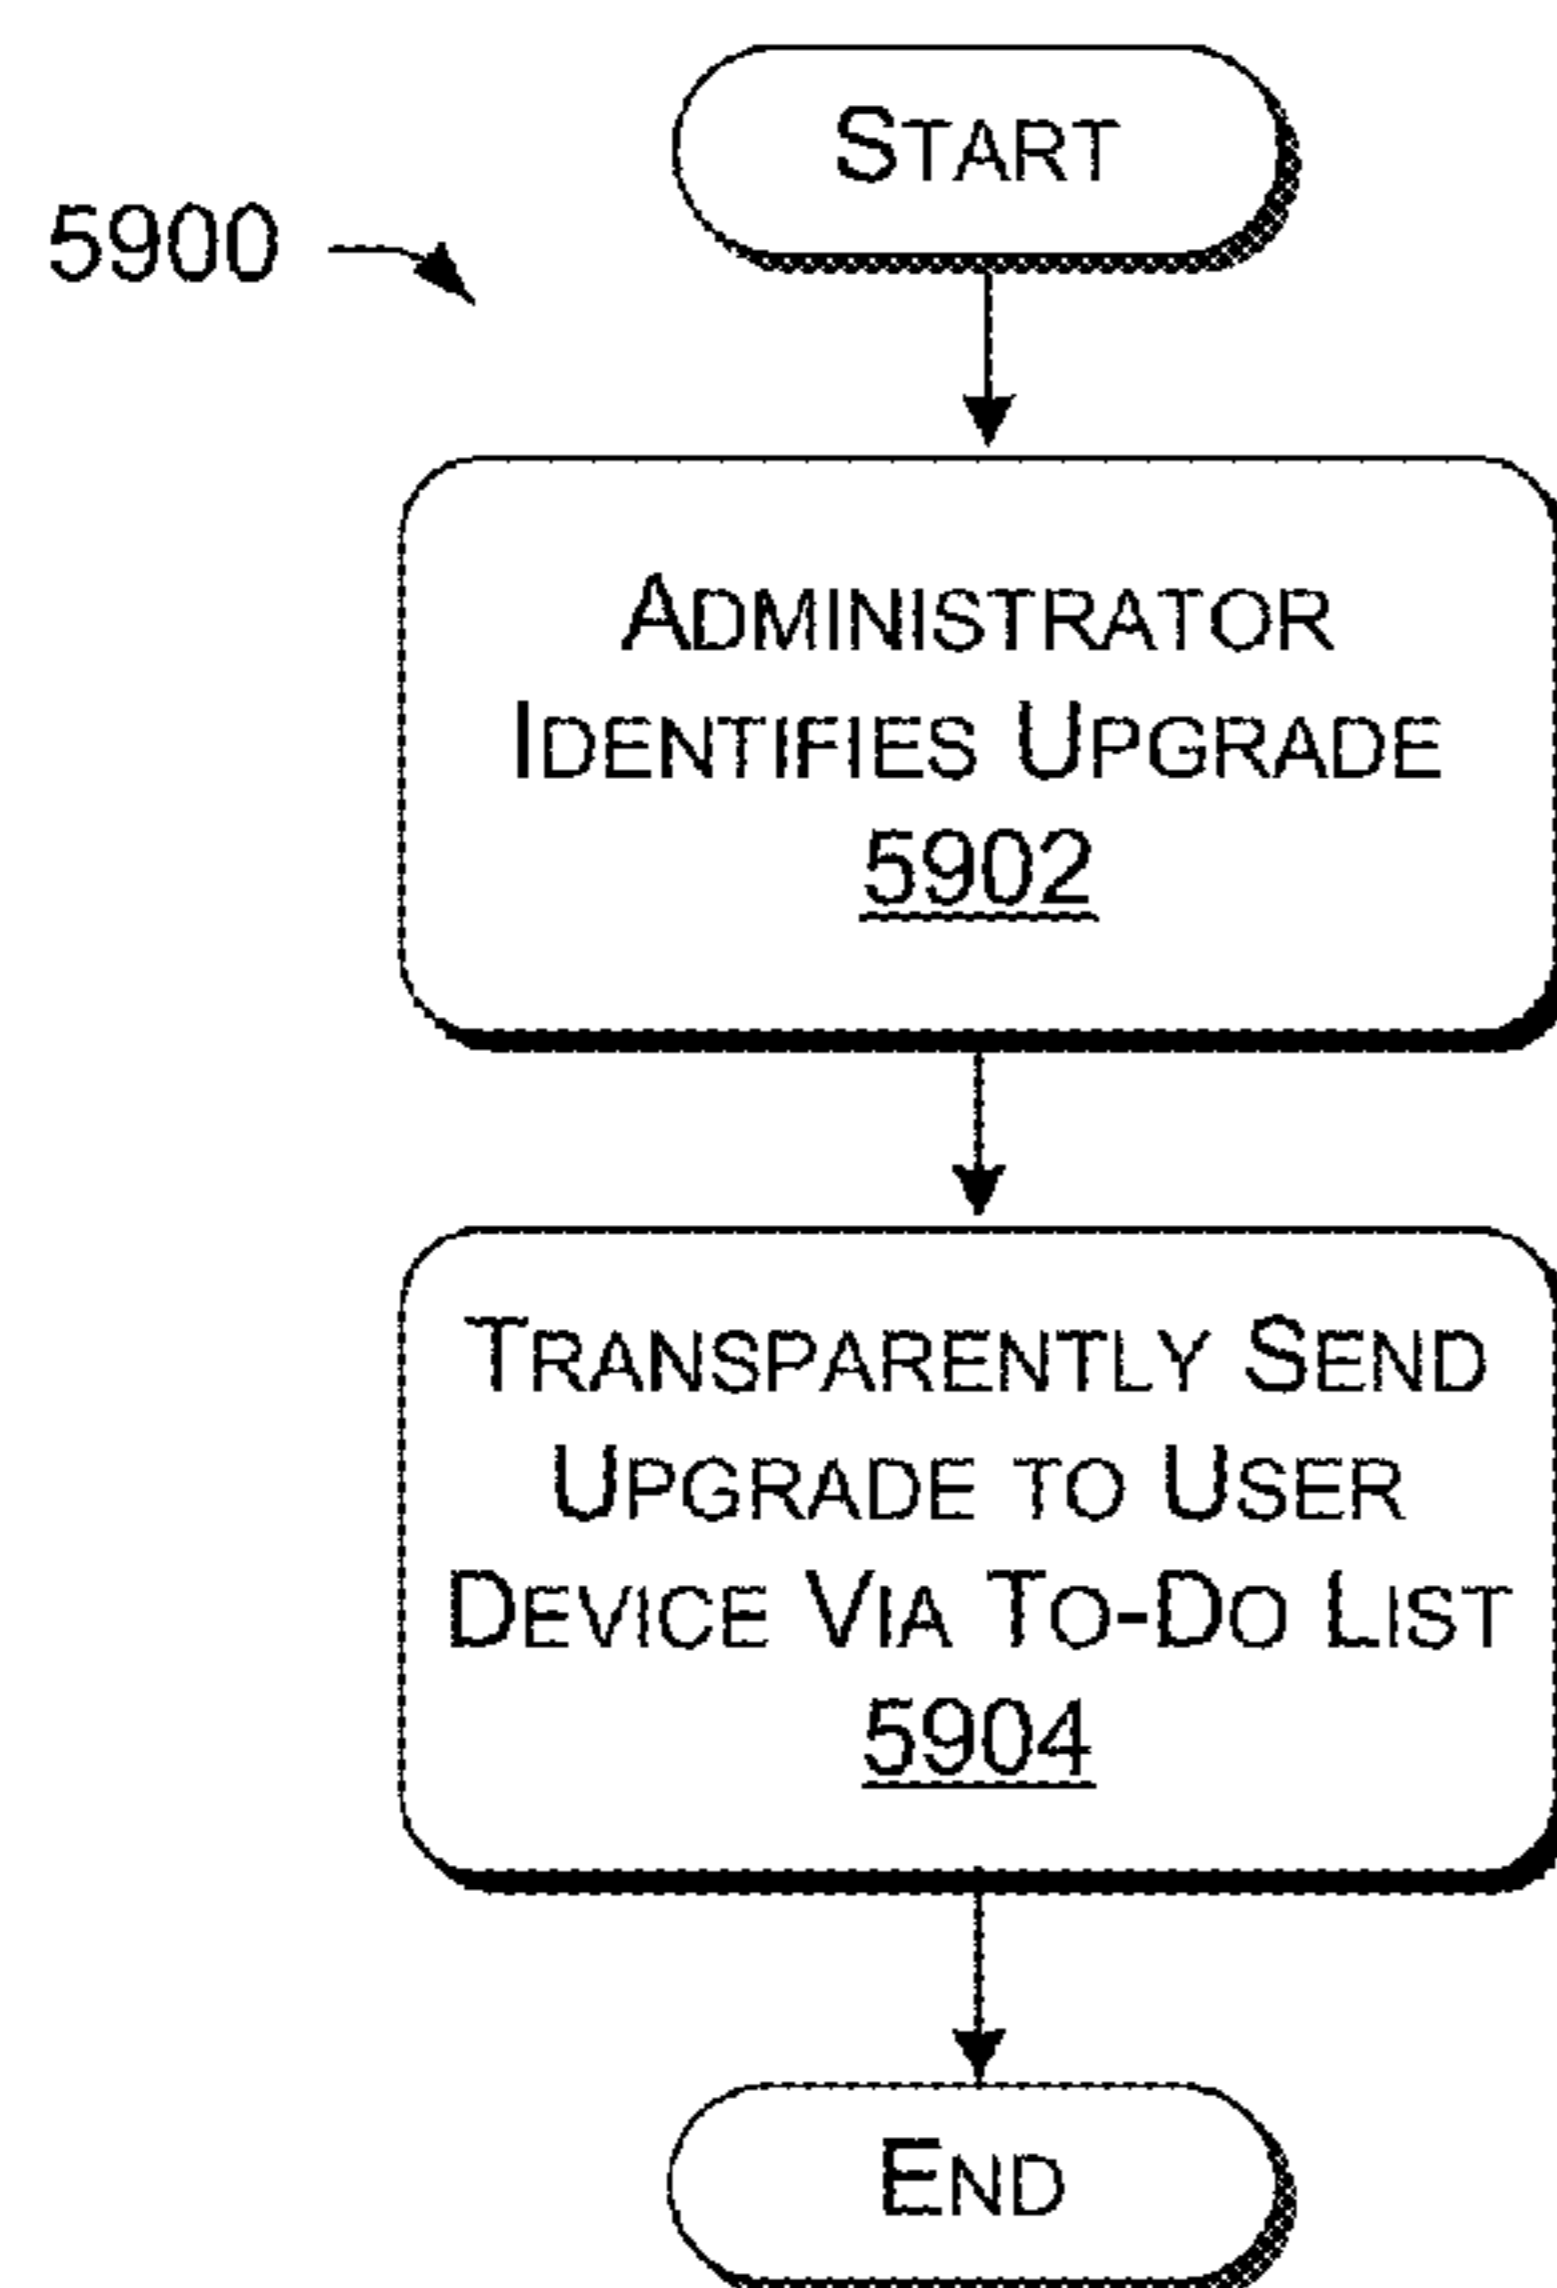 START
5900
ADMINISTRATOR
IDENTIFIES UPGRADE
5902
TRANSPARENTLY SEND
UPGRADE TO USER
DEVICE VIA TO-DO LIST
5904
END